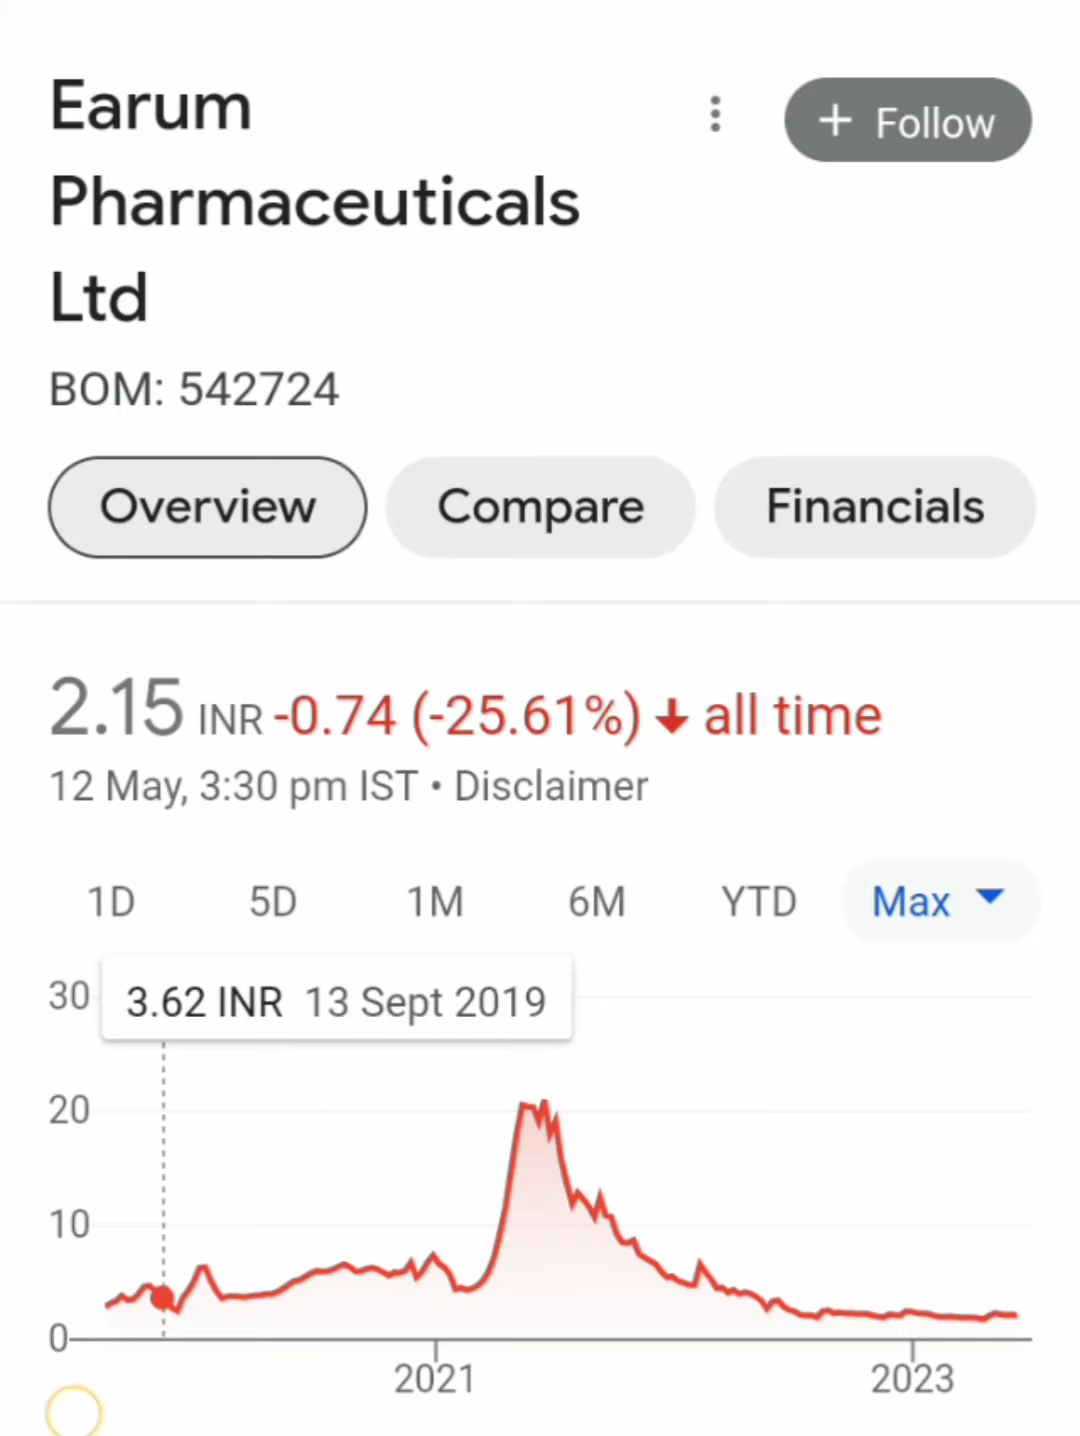 Earum
Pharmaceuticals
Ltd
+ Follow
BOM: 542724
Overview
Compare
Financials
2.15 INR -0.74 (-25.61%) ↓ all time
12 May, 3:30 pm IST • Disclaimer
1D 5D 1M 6M YTD Max
3.62 INR 13 Sept 2019
30
20
10
0
2021 2023